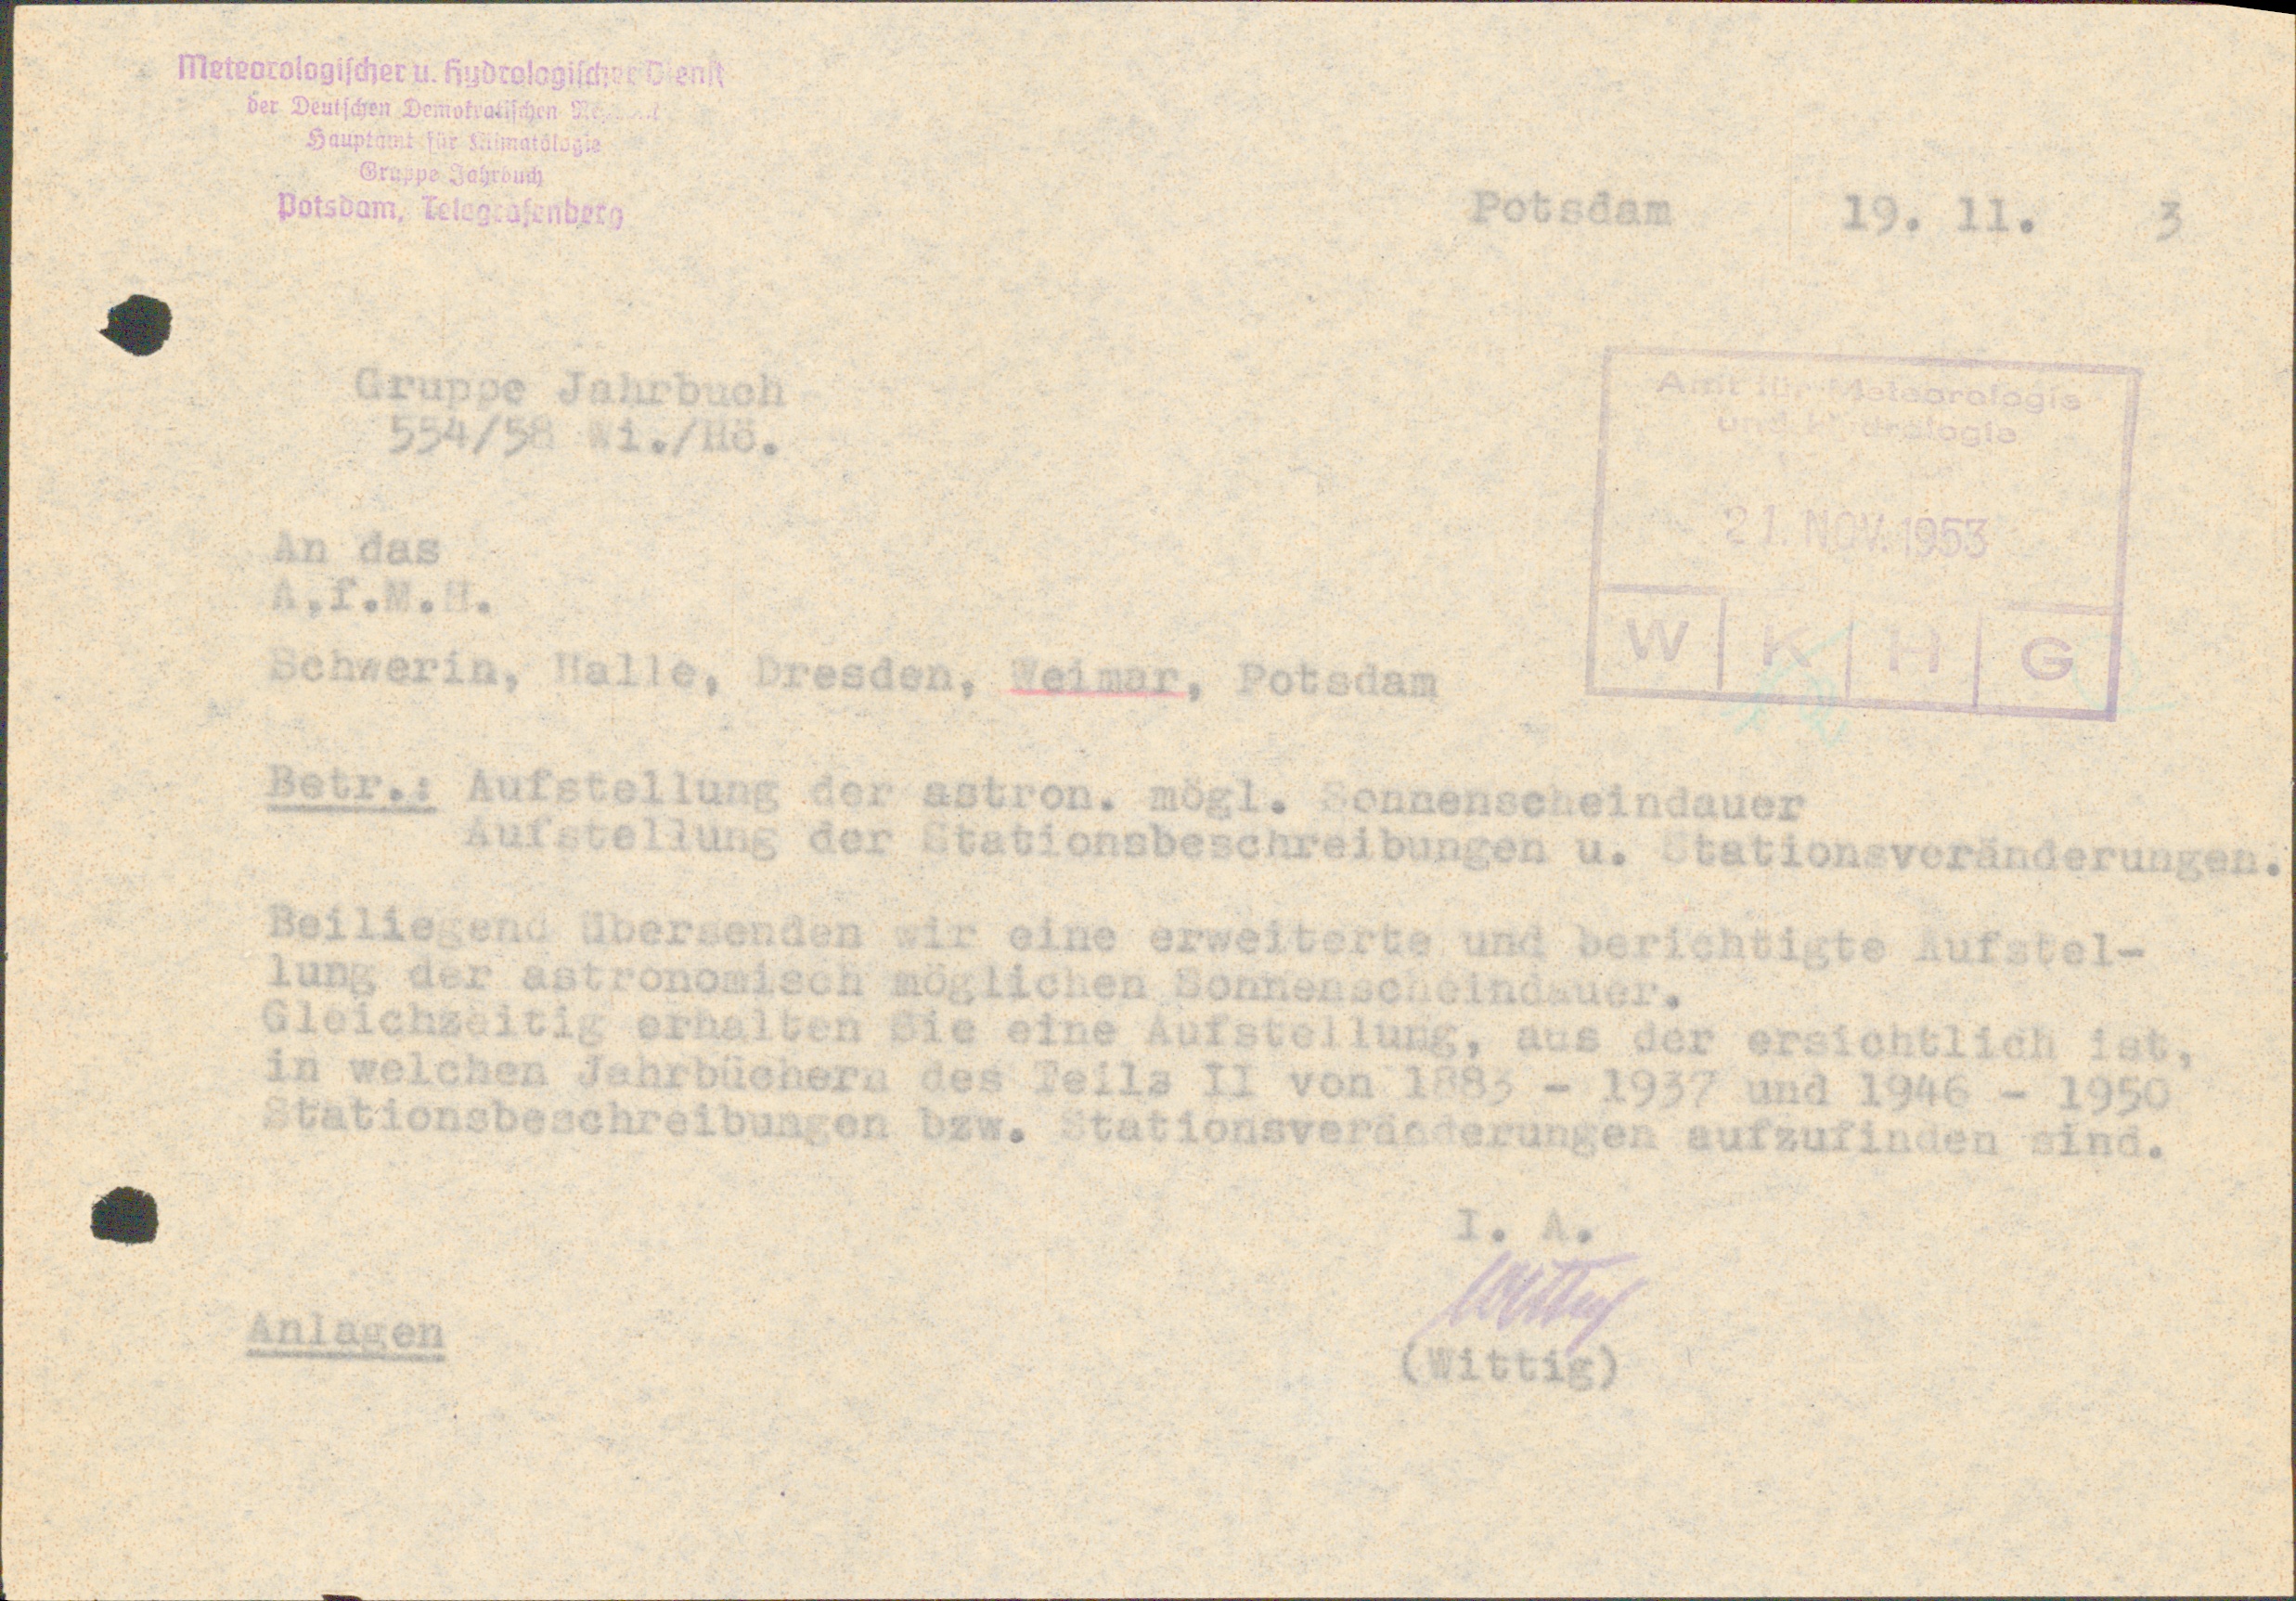 Meteorologischer u. Hydrologischer Dienst
der Deutschen Demokratischen
Hauptamt für Klimatologie
Gruppe Jahrbuch
Potsdam, Telegrafenberg
Potsdam 19. 11. 3
Gruppe Jahrbuch
554/58 Wi./Hö.
Amt für Meteorologie
und Hydrologie
21. NOV. 1953
W K H G
An das
A.f.M.H.
Schwerin, Halle, Dresden, Weimar, Potsdam
Betr.: Aufstellung der astron. mögl. Sonnenscheindauer
Aufstellung der Stationsbeschreibungen u. Stationsveränderungen.
Beiliegend übersenden wir eine erweiterte und berichtigte Aufstel-
lung der astronomisch möglichen Sonnenscheindauer.
Gleichzeitig erhalten Sie eine Aufstellung, aus der ersichtlich ist,
in welchen Jahrbüchern des Teils II von 1883 - 1937 und 1946 - 1950
Stationsbeschreibungen bzw. Stationsveränderungen aufzufinden sind.
I. A.
Wittig
(Wittig)
Anlagen